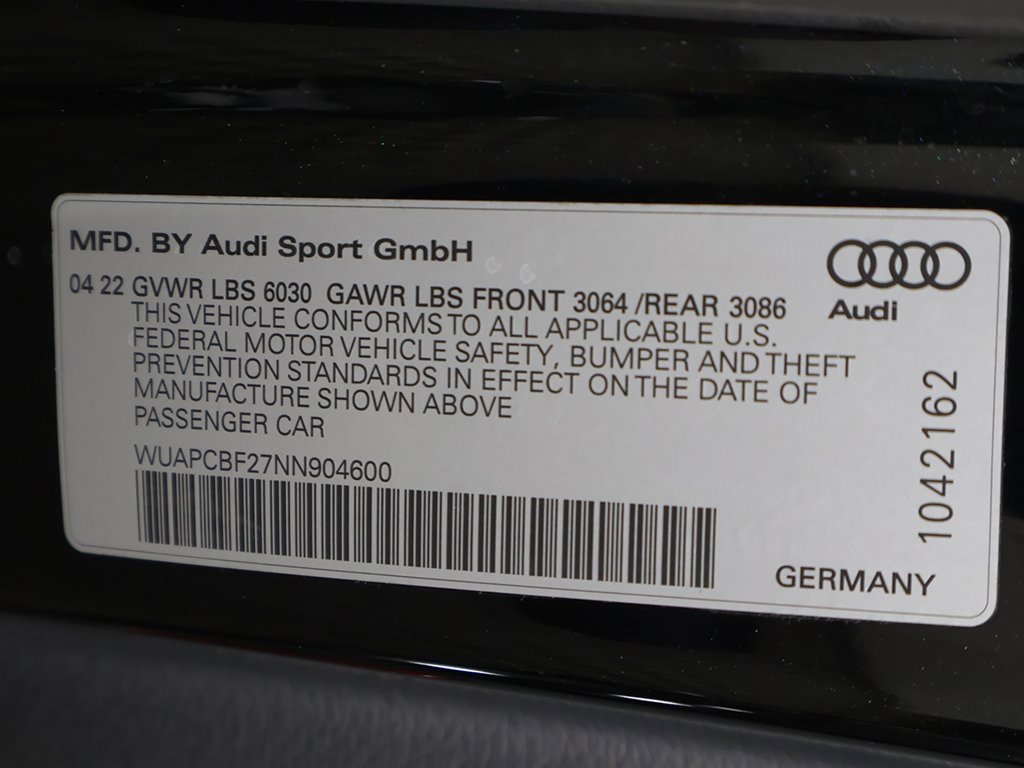 MFD. BY Audi Sport GmbH
04 22 GVWR LBS 6030 GAWR LBS FRONT 3064 /REAR 3086
THIS VEHICLE CONFORMS TO ALL APPLICABLE U.S.
FEDERAL MOTOR VEHICLE SAFETY, BUMPER AND THEFT
PREVENTION STANDARDS IN EFFECT ON THE DATE OF
MANUFACTURE SHOWN ABOVE
PASSENGER CAR
WUAPCBF27NN904600
Audi
1042162
GERMANY